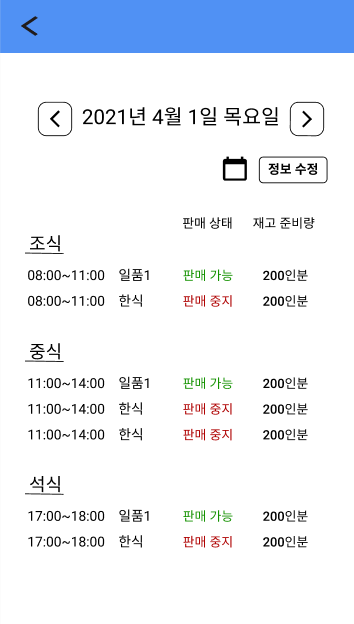 2021년 4월 1일 목요일
정보 수정
판매 상태 재고 준비량
조식
08:00~11:00 일품1 판매 가능 200인분
08:00~11:00 한식 판매 중지 200인분
중식
11:00~14:00 일품1 판매 가능 200인분
11:00~14:00 한식 판매 중지 200인분
11:00~14:00 한식 판매 중지 200인분
석식
17:00~18:00 일품1 판매 가능 200인분
17:00~18:00 한식 판매 중지 200인분